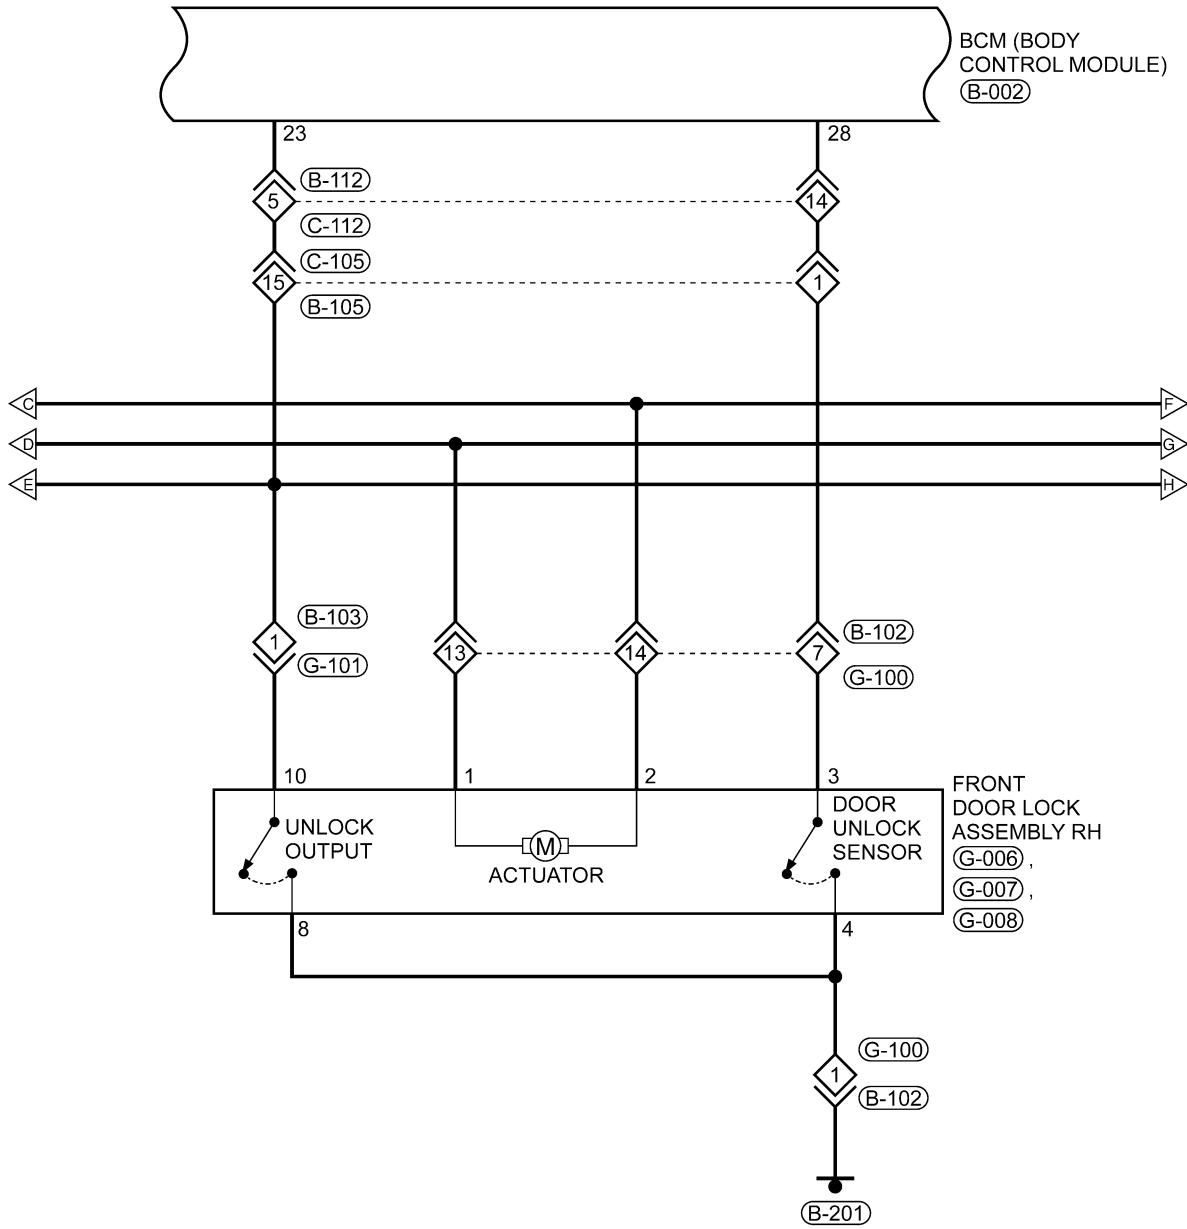 BCM (BODY
CONTROL MODULE)
B-002
23
28
B-112
5
14
C-112
C-105
15
1
B-105
C
F
D
G
E
H
B-103
1
G-101
B-102
13
14
7
G-100
10
1
2
3
FRONT
DOOR LOCK
ASSEMBLY RH
G-006 ,
G-007 ,
G-008
UNLOCK
OUTPUT
M
ACTUATOR
DOOR
UNLOCK
SENSOR
8
4
G-100
1
B-102
B-201